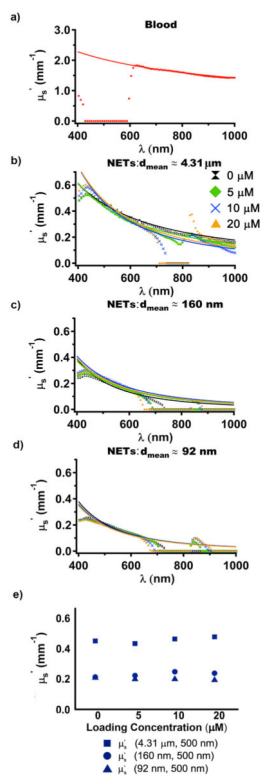 a)
Blood
μs' (mm-1)
3.0
2.0
1.0
0.0
400 600 800 1000
λ (nm)
b)
NETs:dmean ≈ 4.31 μm
0 μM
5 μM
10 μM
20 μM
μs' (mm-1)
0.6
0.4
0.2
0.0
400 600 800 1000
λ (nm)
c)
NETs:dmean ≈ 160 nm
μs' (mm-1)
0.6
0.4
0.2
0.0
400 600 800 1000
λ (nm)
d)
NETs:dmean ≈ 92 nm
μs' (mm-1)
0.6
0.4
0.2
0.0
400 600 800 1000
λ (nm)
e)
μs' (mm-1)
0.6
0.4
0.2
0
0 5 10 20
Loading Concentration (μM)
μs' (4.31 μm, 500 nm)
μs' (160 nm, 500 nm)
μs' (92 nm, 500 nm)